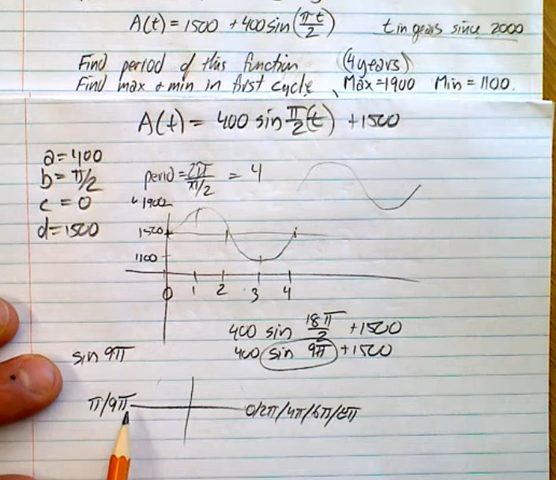 A(t) = 1500 + 400 sin(πt/2) t in years since 2000
Find period of this function (4 years)
Find max + min in first cycle, Max=1900 Min = 1100.
A(t) = 400 sin π/2(t) + 1500
a = 400
b = π/2
c = 0
d = 1500
period = 2π/π/2 = 4
1900
1500
1100
0 1 2 3 4
400 sin 18π/2 + 1500
400 sin 9π + 1500
sin 9π
π/9π 0/2π/4π/6π/8π